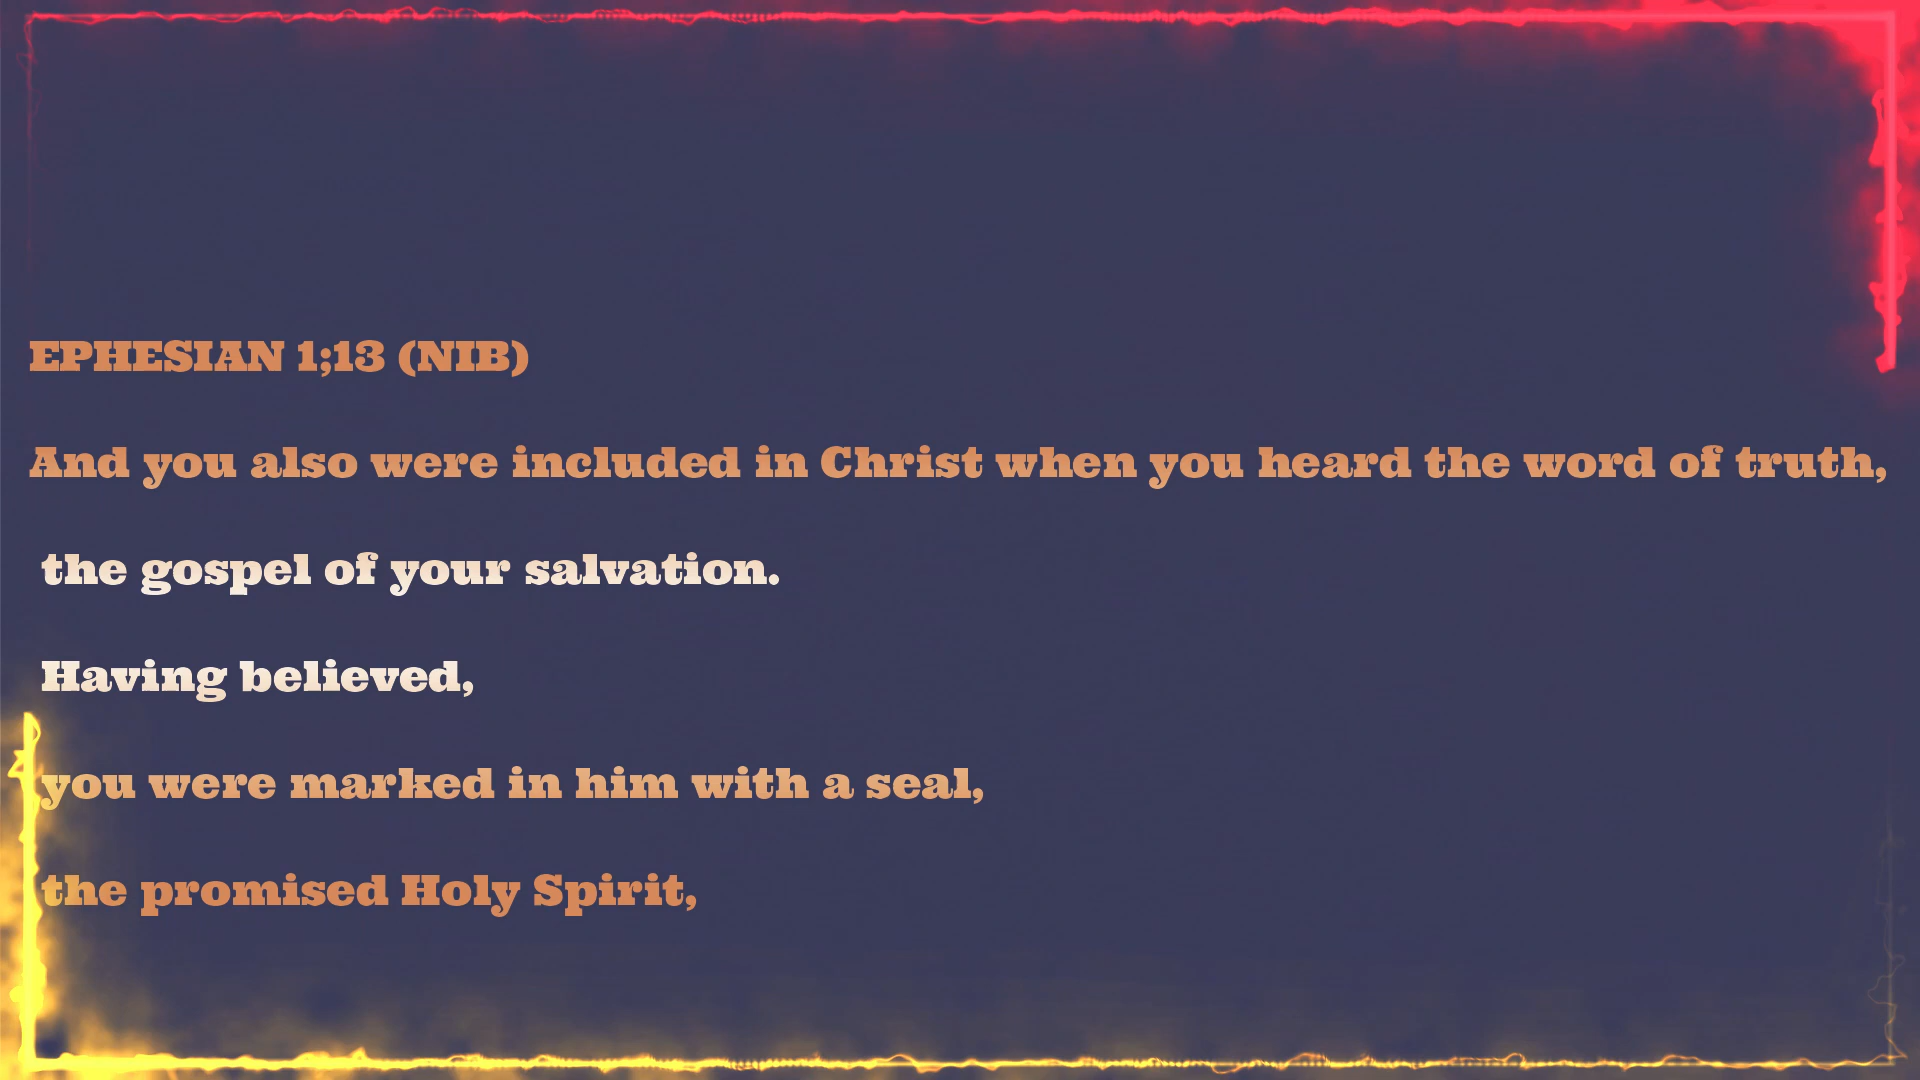 EPHESIAN 1;13 (NIB)
And you also were included in Christ when you heard the word of truth,
the gospel of your salvation.
Having believed,
you were marked in him with a seal,
the promised Holy Spirit,